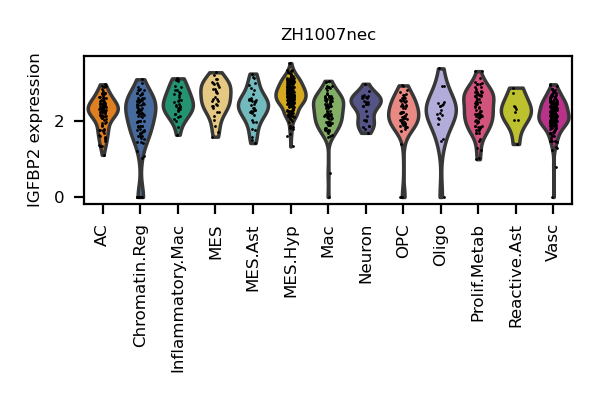 ZH1007nec
IGFBP2 expression
2
0
AC
Chromatin.Reg
Inflammatory.Mac
MES
MES.Ast
MES.Hyp
Mac
Neuron
OPC
Oligo
Prolif.Metab
Reactive.Ast
Vasc